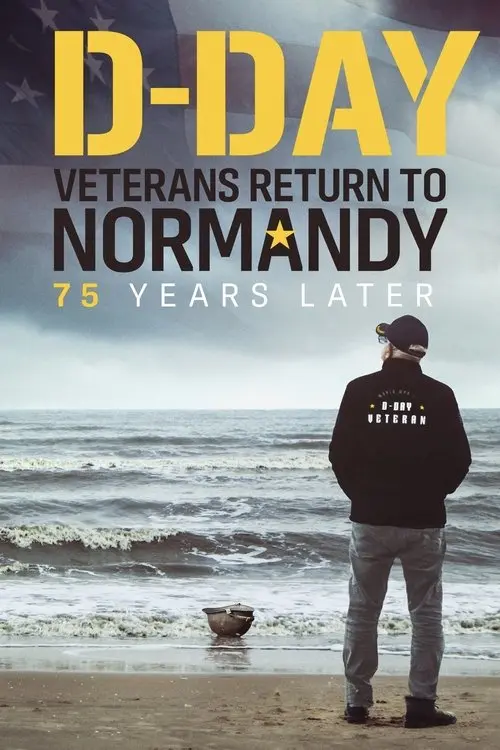 D-DAY
VETERANS RETURN TO
NORMANDY
75 YEARS LATER
D-DAY
VETERAN